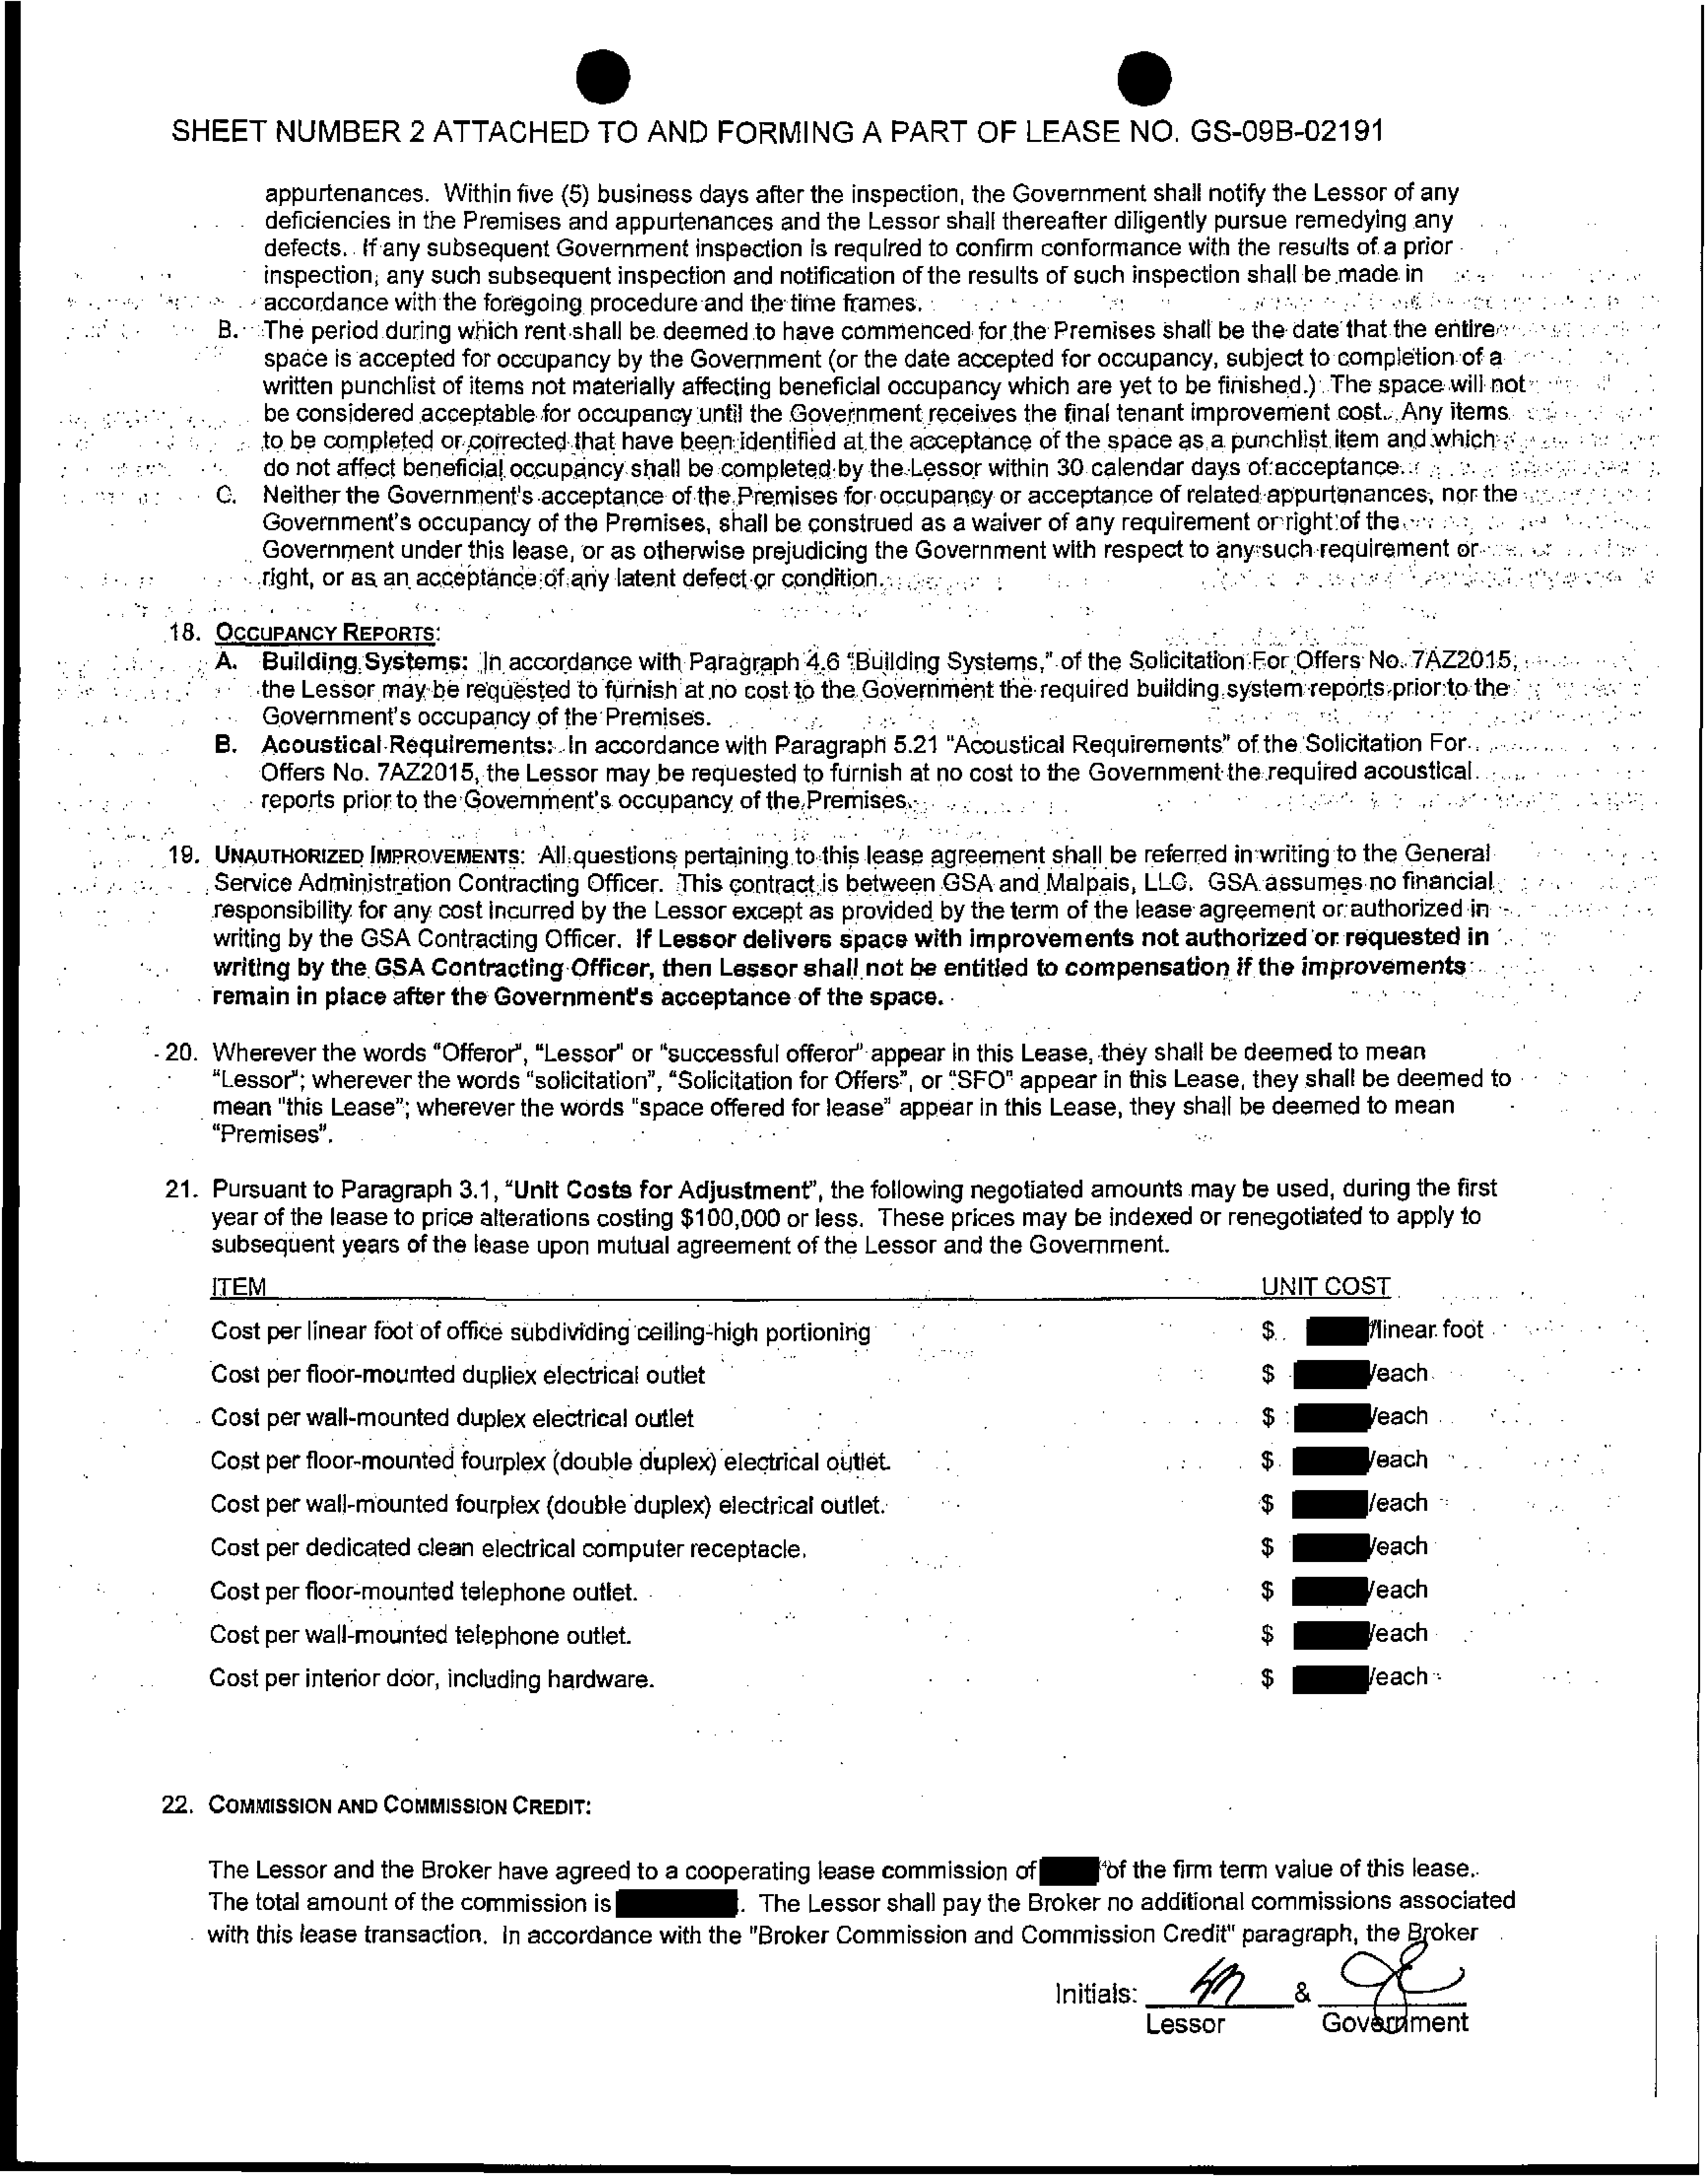 SHEET NUMBER 2 ATTACHED TO AND FORMING A PART OF LEASE NO. GS-09B-02191
appurtenances. Within five (5) business days after the inspection, the Government shall notify the Lessor of any
deficiencies in the Premises and appurtenances and the Lessor shall thereafter diligently pursue remedying any
defects. If any subsequent Government inspection is required to confirm conformance with the results of a prior
inspection, any such subsequent inspection and notification of the results of such inspection shall be made in
accordance with the foregoing procedure and the time frames.
B. The period during which rent shall be deemed to have commenced for the Premises shall be the date that the entire
space is accepted for occupancy by the Government (or the date accepted for occupancy, subject to completion of a
written punchlist of items not materially affecting beneficial occupancy which are yet to be finished.) The space will not
be considered acceptable for occupancy until the Government receives the final tenant improvement cost. Any items
to be completed or corrected that have been identified at the acceptance of the space as a punchlist item and which
do not affect beneficial occupancy shall be completed by the Lessor within 30 calendar days of acceptance.
C. Neither the Government's acceptance of the Premises for occupancy or acceptance of related appurtenances, nor the
Government's occupancy of the Premises, shall be construed as a waiver of any requirement or right of the
Government under this lease, or as otherwise prejudicing the Government with respect to any such requirement or
right, or as an acceptance of any latent defect or condition.
18. OCCUPANCY REPORTS:
A. Building Systems: In accordance with Paragraph 4.6 "Building Systems," of the Solicitation For Offers No. 7AZ2015,
the Lessor may be requested to furnish at no cost to the Government the required building system reports prior to the
Government's occupancy of the Premises.
B. Acoustical Requirements: In accordance with Paragraph 5.21 "Acoustical Requirements" of the Solicitation For
Offers No. 7AZ2015, the Lessor may be requested to furnish at no cost to the Government the required acoustical
reports prior to the Government's occupancy of the Premises.
19. UNAUTHORIZED IMPROVEMENTS: All questions pertaining to this lease agreement shall be referred in writing to the General
Service Administration Contracting Officer. This contract is between GSA and Malpais, LLC. GSA assumes no financial
responsibility for any cost incurred by the Lessor except as provided by the term of the lease agreement or authorized in
writing by the GSA Contracting Officer. If Lessor delivers space with improvements not authorized or requested in
writing by the GSA Contracting Officer, then Lessor shall not be entitled to compensation if the improvements
remain in place after the Government's acceptance of the space.
20. Wherever the words "Offeror", "Lessor" or "successful offeror" appear in this Lease, they shall be deemed to mean
"Lessor"; wherever the words "solicitation", "Solicitation for Offers", or "SFO" appear in this Lease, they shall be deemed to
mean "this Lease"; wherever the words "space offered for lease" appear in this Lease, they shall be deemed to mean
"Premises".
21. Pursuant to Paragraph 3.1, "Unit Costs for Adjustment", the following negotiated amounts may be used, during the first
year of the lease to price alterations costing $100,000 or less. These prices may be indexed or renegotiated to apply to
subsequent years of the lease upon mutual agreement of the Lessor and the Government.
ITEM UNIT COST
Cost per linear foot of office subdividing ceiling-high portioning $ /linear foot
Cost per floor-mounted dupliex electrical outlet $ /each
Cost per wall-mounted duplex electrical outlet $ /each
Cost per floor-mounted fourplex (double duplex) electrical outlet. $ /each
Cost per wall-mounted fourplex (double duplex) electrical outlet. $ /each
Cost per dedicated clean electrical computer receptacle. $ /each
Cost per floor-mounted telephone outlet. $ /each
Cost per wall-mounted telephone outlet. $ /each
Cost per interior door, including hardware. $ /each
22. COMMISSION AND COMMISSION CREDIT:
The Lessor and the Broker have agreed to a cooperating lease commission of of the firm term value of this lease.
The total amount of the commission is . The Lessor shall pay the Broker no additional commissions associated
with this lease transaction. In accordance with the "Broker Commission and Commission Credit" paragraph, the Broker
Initials: &
Lessor Government